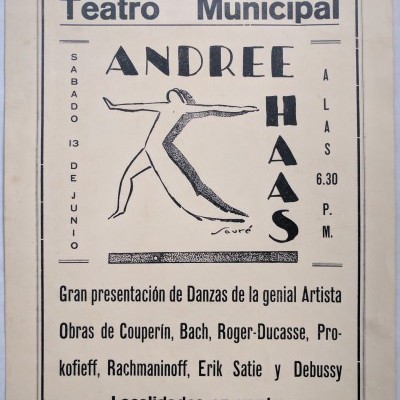 Teatro Municipal
ANDREE
HAAS
SABADO 13 DE JUNIO
A LAS 6.30 P. M.
Sauré
Gran presentación de Danzas de la genial Artista
Obras de Couperín, Bach, Roger-Ducasse, Pro-
kofieff, Rachmaninoff, Erik Satie y Debussy